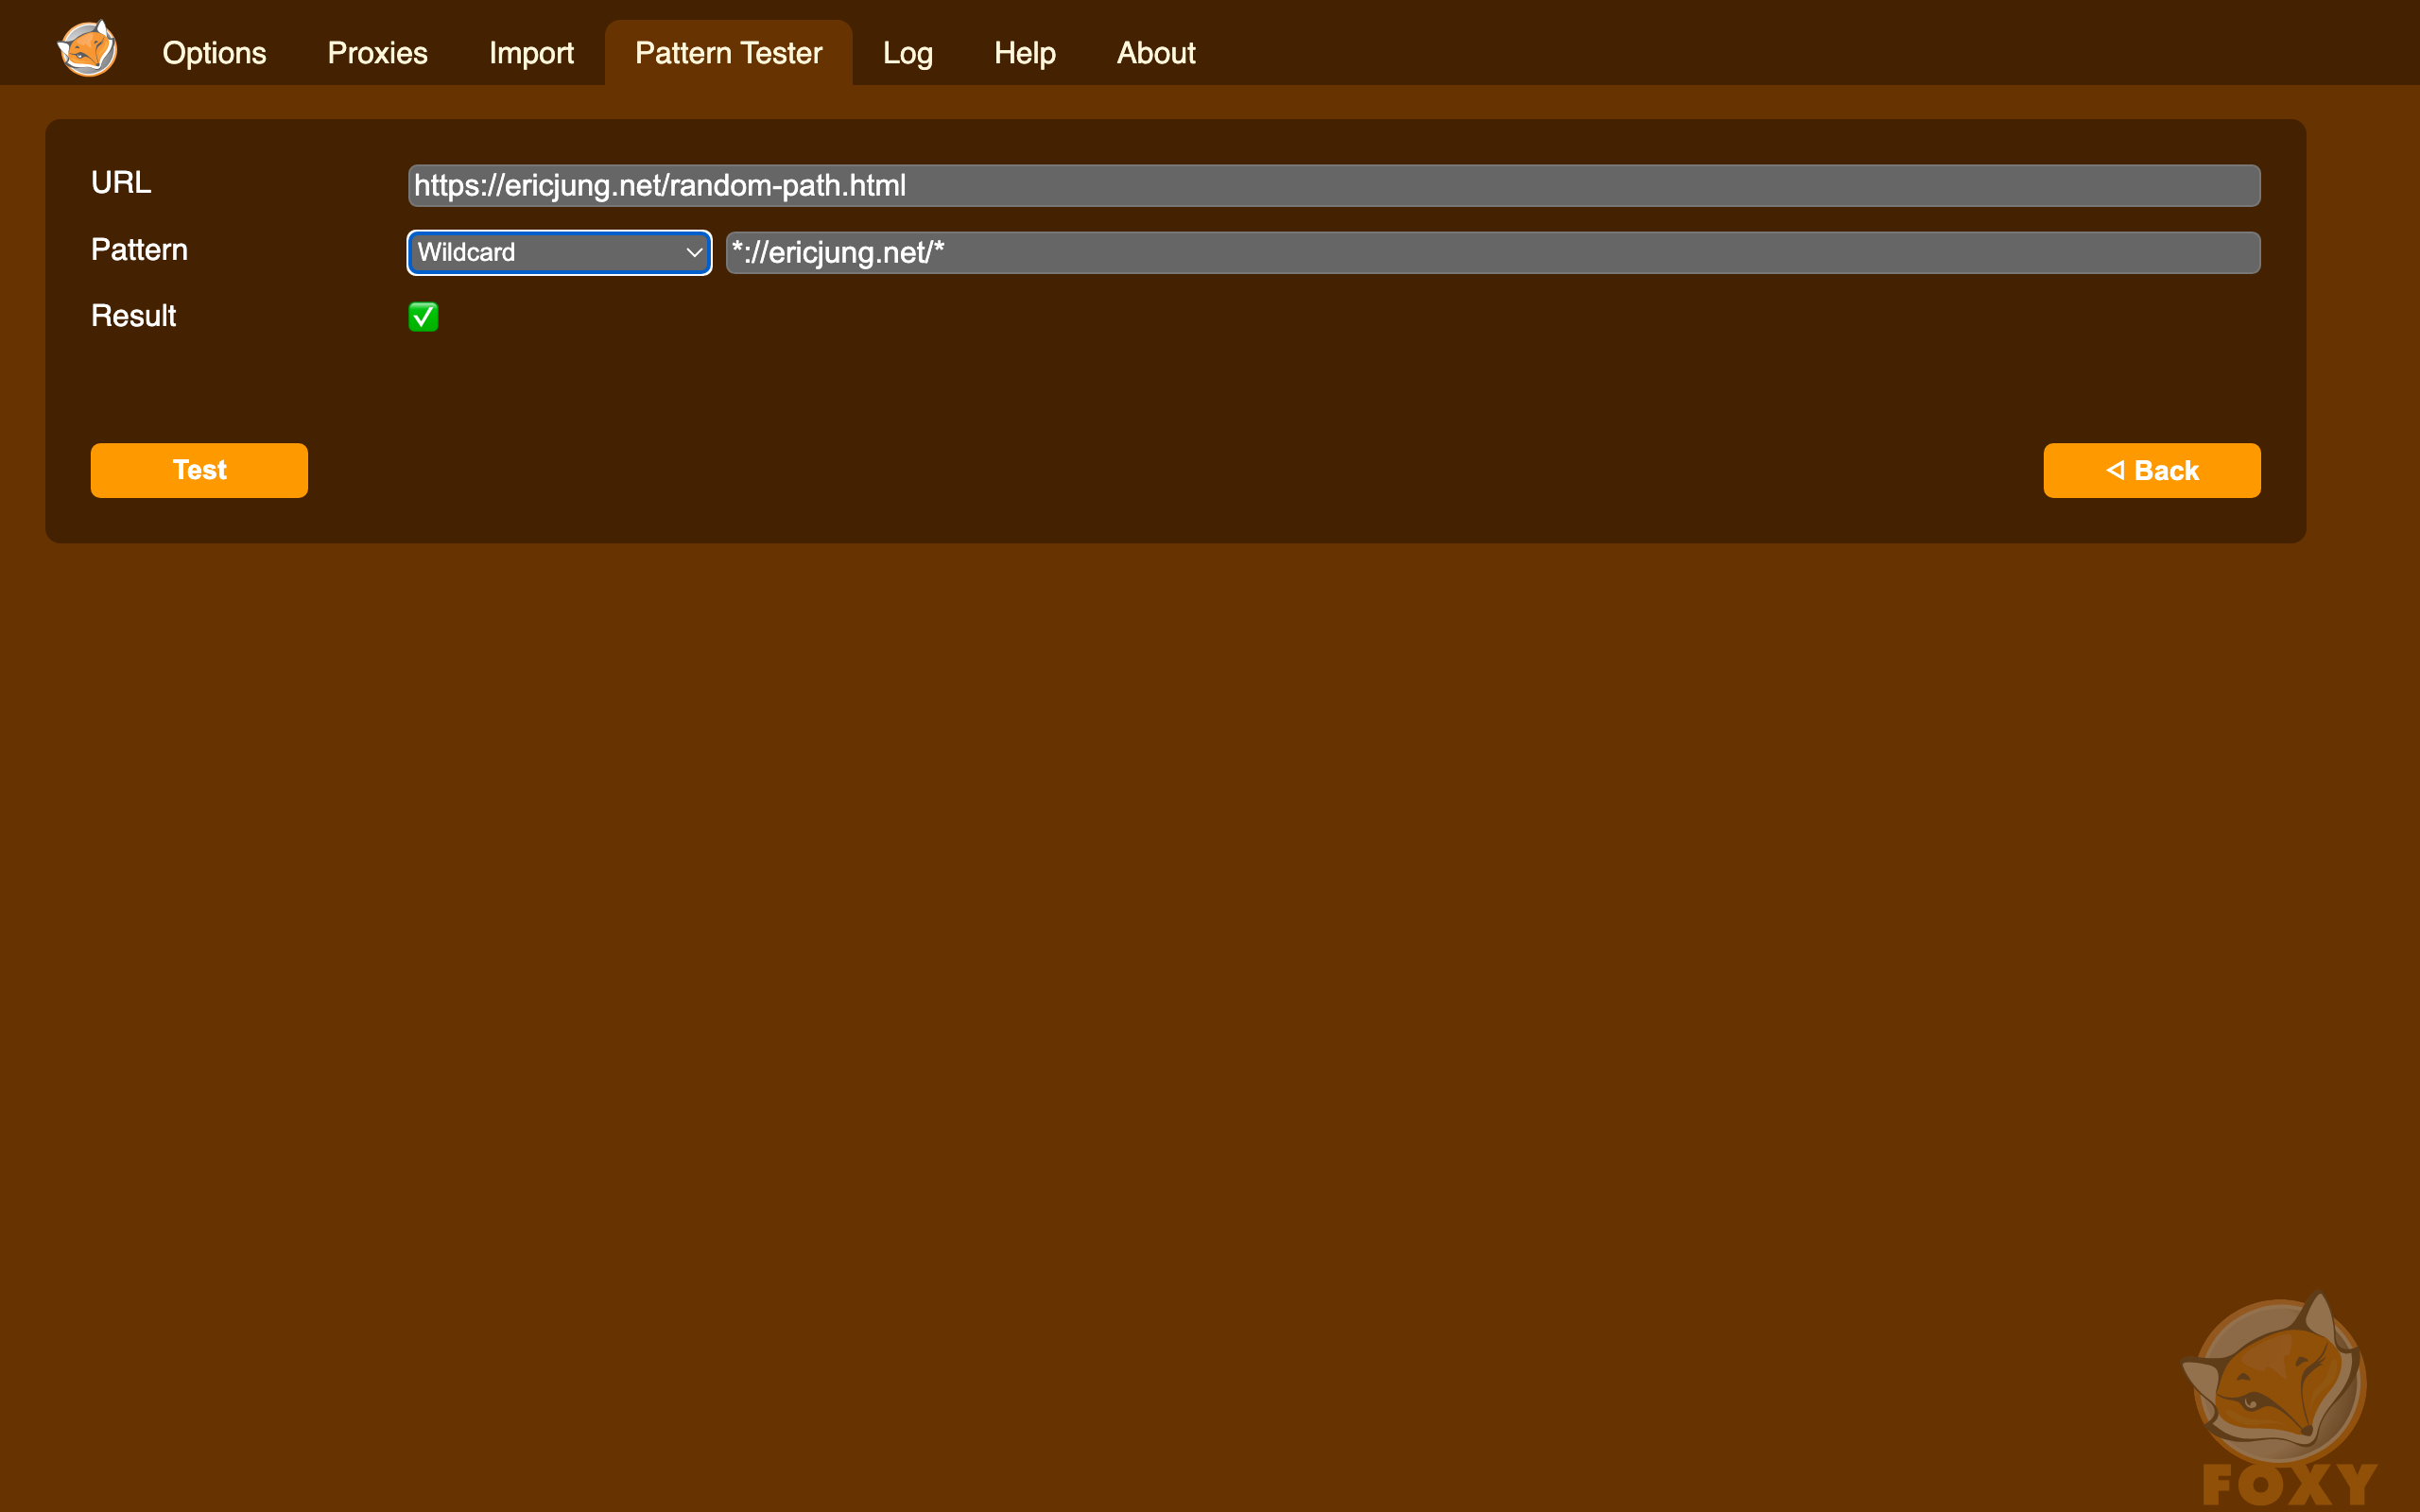 Options Proxies Import Pattern Tester Log Help About
URL https://ericjung.net/random-path.html
Pattern Wildcard *://ericjung.net/*
Result
Test ◁ Back
FOXY